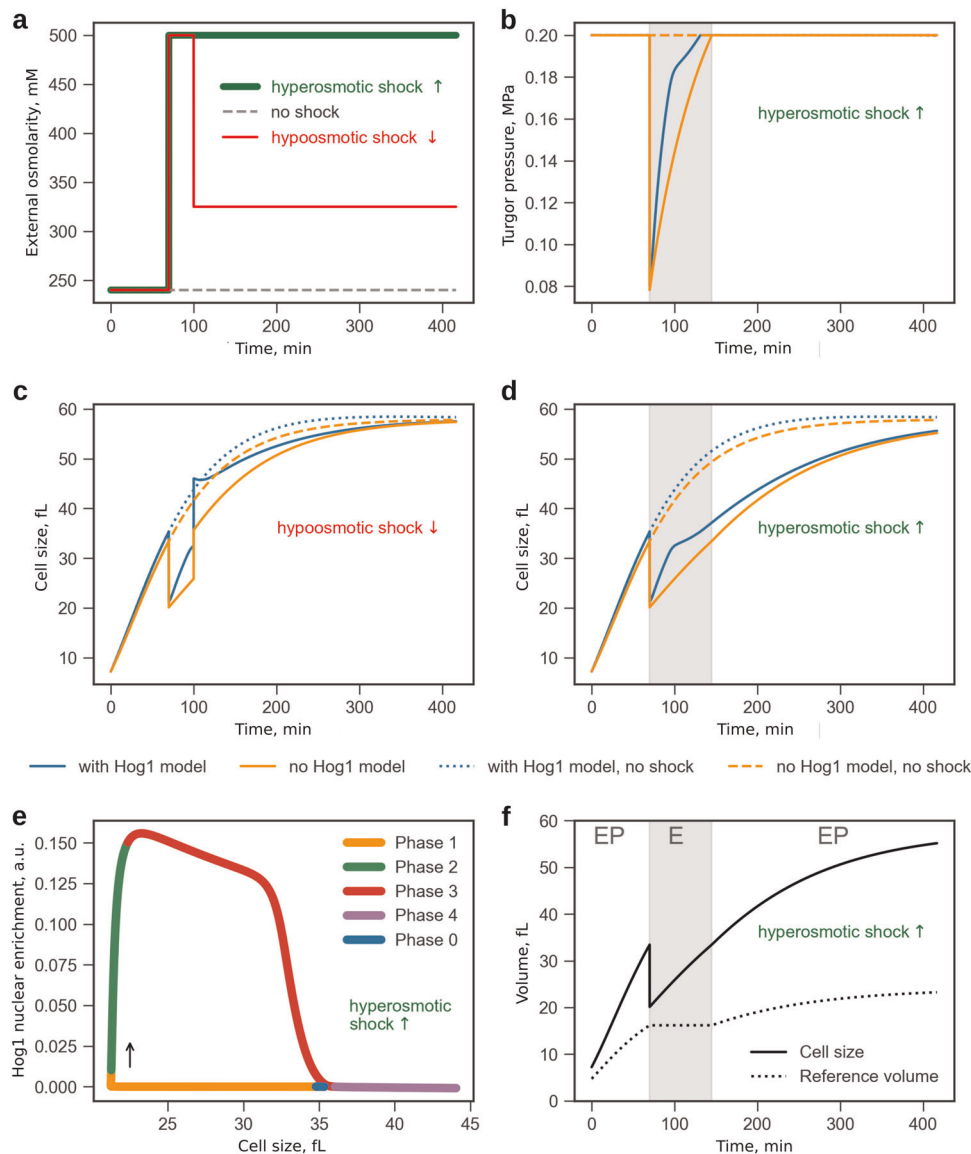 a
500
450
400
350
300
250
External osmolarity, mM
hyperosmotic shock ↑
no shock
hypoosmotic shock ↓
0 100 200 300 400
Time, min
b
0.20
0.18
0.16
0.14
0.12
0.10
0.08
Turgor pressure, MPa
hyperosmotic shock ↑
0 100 200 300 400
Time, min
c
60
50
40
30
20
10
Cell size, fL
hypoosmotic shock ↓
0 100 200 300 400
Time, min
d
60
50
40
30
20
10
Cell size, fL
hyperosmotic shock ↑
0 100 200 300 400
Time, min
with Hog1 model no Hog1 model with Hog1 model, no shock no Hog1 model, no shock
e
0.150
0.125
0.100
0.075
0.050
0.025
0.000
Hog1 nuclear enrichment, a.u.
Phase 1
Phase 2
Phase 3
Phase 4
Phase 0
hyperosmotic
shock ↑
25 30 35 40 45
Cell size, fL
f
60
50
40
30
20
10
0
Volume, fL
EP E EP
hyperosmotic shock ↑
Cell size
Reference volume
0 100 200 300 400
Time, min